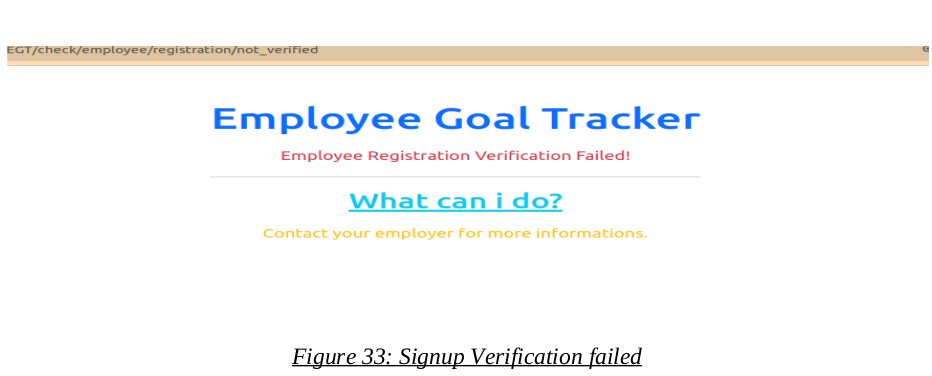 EGT/check/employee/registration/not_verified
Employee Goal Tracker
Employee Registration Verification Failed!
What can i do?
Contact your employer for more informations.
Figure 33: Signup Verification failed